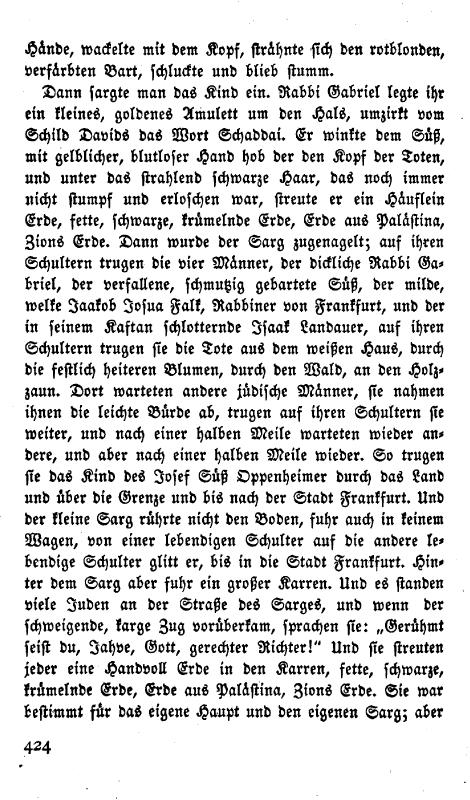 Hände, wackelte mit dem Kopf, strähnte sich den rotblonden,
verfärbten Bart, schluckte und blieb stumm.
Dann sargte man das Kind ein. Rabbi Gabriel legte ihr
ein kleines, goldenes Amulett um den Hals, umzirkt vom
Schild Davids das Wort Schaddai. Er winkte dem Süß,
mit gelblicher, blutloser Hand hob der den Kopf der Toten,
und unter das strahlend schwarze Haar, das noch immer
nicht stumpf und erloschen war, streute er ein Häuflein
Erde, fette, schwarze, krümelnde Erde, Erde aus Palästina,
Zions Erde. Dann wurde der Sarg zugenagelt; auf ihren
Schultern trugen die vier Männer, der dickliche Rabbi Ga-
briel, der verfallene, schmutzig gebartete Süß, der milde,
welke Jaakob Josua Falk, Rabbiner von Frankfurt, und der
in seinem Kaftan schlotternde Isaak Landauer, auf ihren
Schultern trugen sie die Tote aus dem weißen Haus, durch
die festlich heiteren Blumen, durch den Wald, an den Holz-
zaun. Dort warteten andere jüdische Männer, sie nahmen
ihnen die leichte Bürde ab, trugen auf ihren Schultern sie
weiter, und nach einer halben Meile warteten wieder an-
dere, und aber nach einer halben Meile wieder. So trugen
sie das Kind des Josef Süß Oppenheimer durch das Land
und über die Grenze und bis nach der Stadt Frankfurt. Und
der kleine Sarg rührte nicht den Boden, fuhr auch in keinem
Wagen, von einer lebendigen Schulter auf die andere le-
bendige Schulter glitt er, bis in die Stadt Frankfurt. Hin-
ter dem Sarg aber fuhr ein großer Karren. Und es standen
viele Juden an der Straße des Sarges, und wenn der
schweigende, karge Zug vorüberkam, sprachen sie: „Gerühmt
seist du, Jahve, Gott, gerechter Richter!" Und sie streuten
jeder eine Handvoll Erde in den Karren, fette, schwarze,
krümelnde Erde, Erde aus Palästina, Zions Erde. Sie war
bestimmt für das eigene Haupt und den eigenen Sarg; aber
424